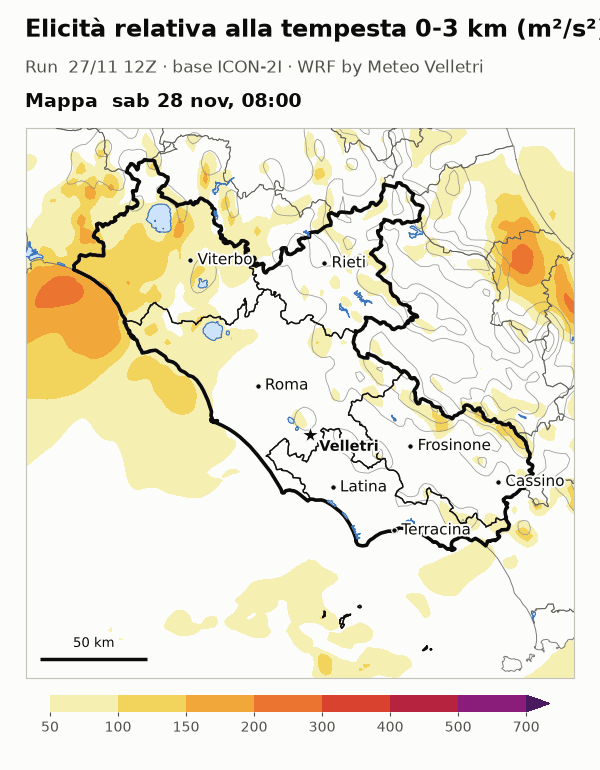 Elicità relativa alla tempesta 0-3 km (m²/s²)
Run  27/11 12Z · base ICON-2I · WRF by Meteo Velletri
Mappa  sab 28 nov, 08:00
Viterbo
Rieti
Roma
Velletri
Frosinone
Cassino
Latina
Terracina
50 km
50 100 150 200 300 400 500 700